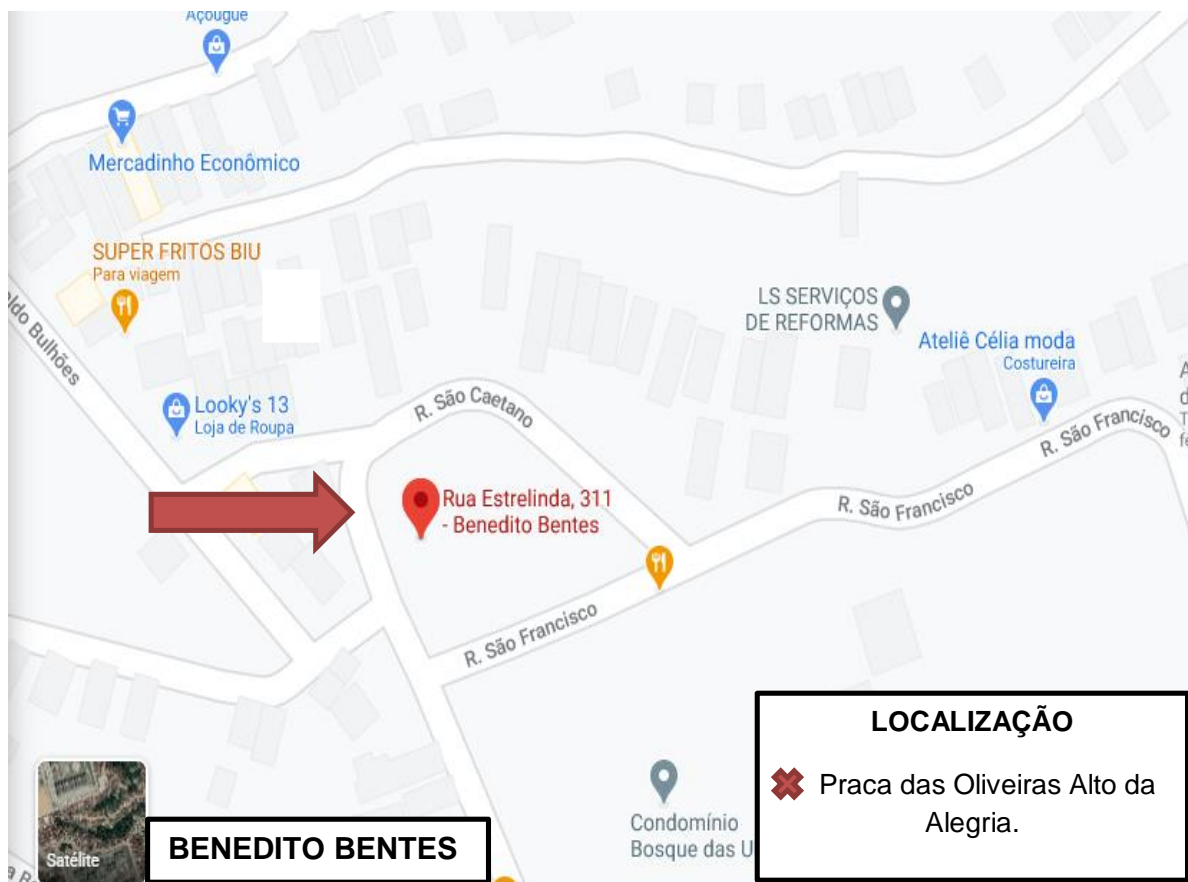 Açougue
Mercadinho Econômico
SUPER FRITOS BIU
Para viagem
ldo Bulhões
Looky's 13
Loja de Roupa
R. São Caetano
LS SERVIÇOS
DE REFORMAS
Ateliê Célia moda
Costureira
R. São Francisco
R. São Francisco
Rua Estrelinda, 311
- Benedito Bentes
R. São Francisco
LOCALIZAÇÃO
Praca das Oliveiras Alto da
Alegria.
Condomínio
Bosque das U
Satélite
BENEDITO BENTES